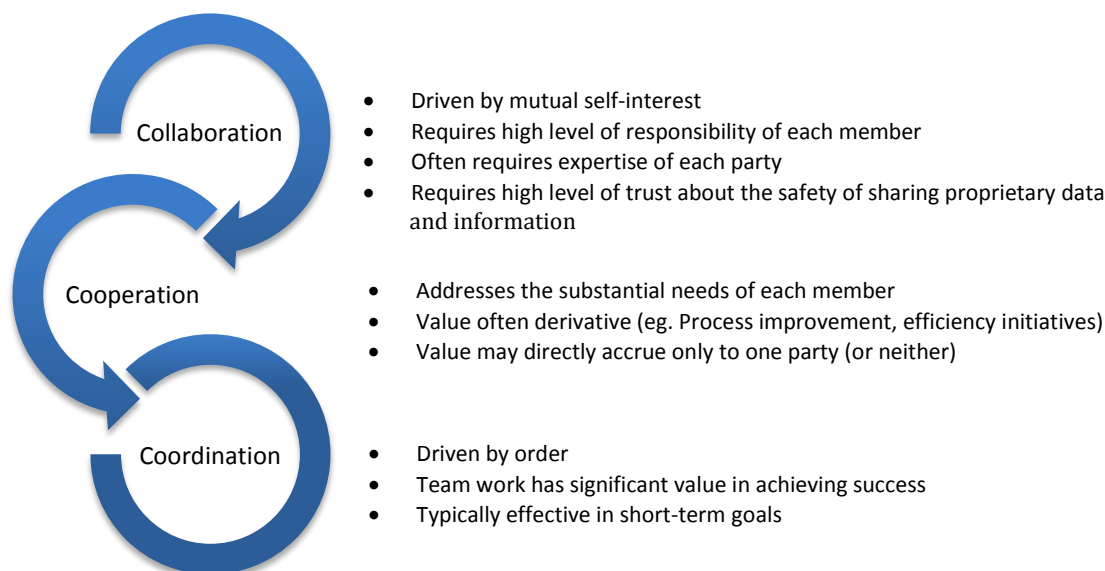 Collaboration
• Driven by mutual self-interest
• Requires high level of responsibility of each member
• Often requires expertise of each party
• Requires high level of trust about the safety of sharing proprietary data
and information
Cooperation
• Addresses the substantial needs of each member
• Value often derivative (eg. Process improvement, efficiency initiatives)
• Value may directly accrue only to one party (or neither)
Coordination
• Driven by order
• Team work has significant value in achieving success
• Typically effective in short-term goals